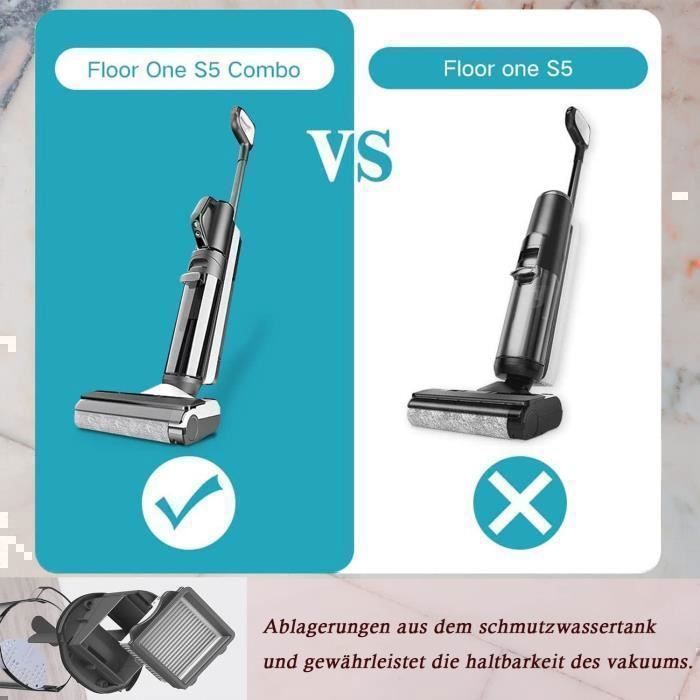 Floor One S5 Combo
Floor one S5
VS
Ablagerungen aus dem schmutzwassertank
und gewährleistet die haltbarkeit des vakuums.